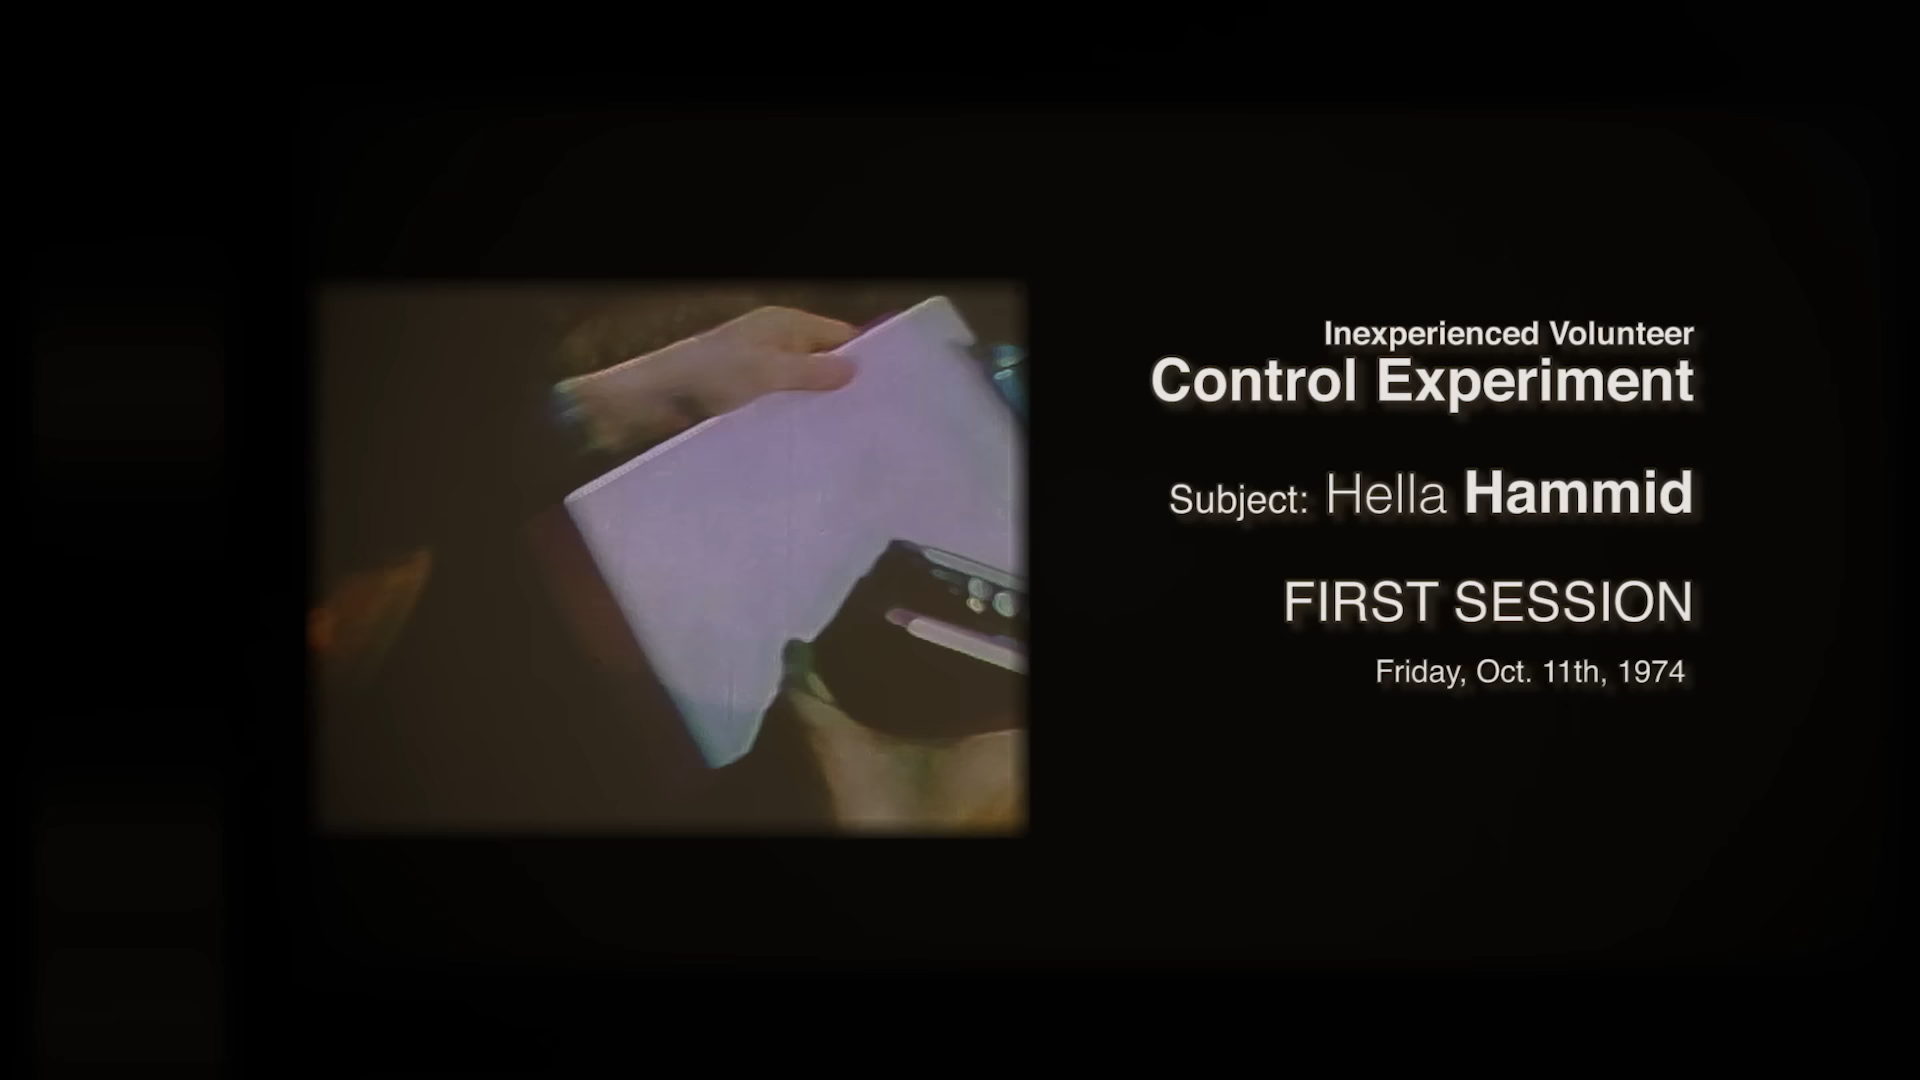 Inexperienced Volunteer
Control Experiment
Subject: Hella Hammid
FIRST SESSION
Friday, Oct. 11th, 1974